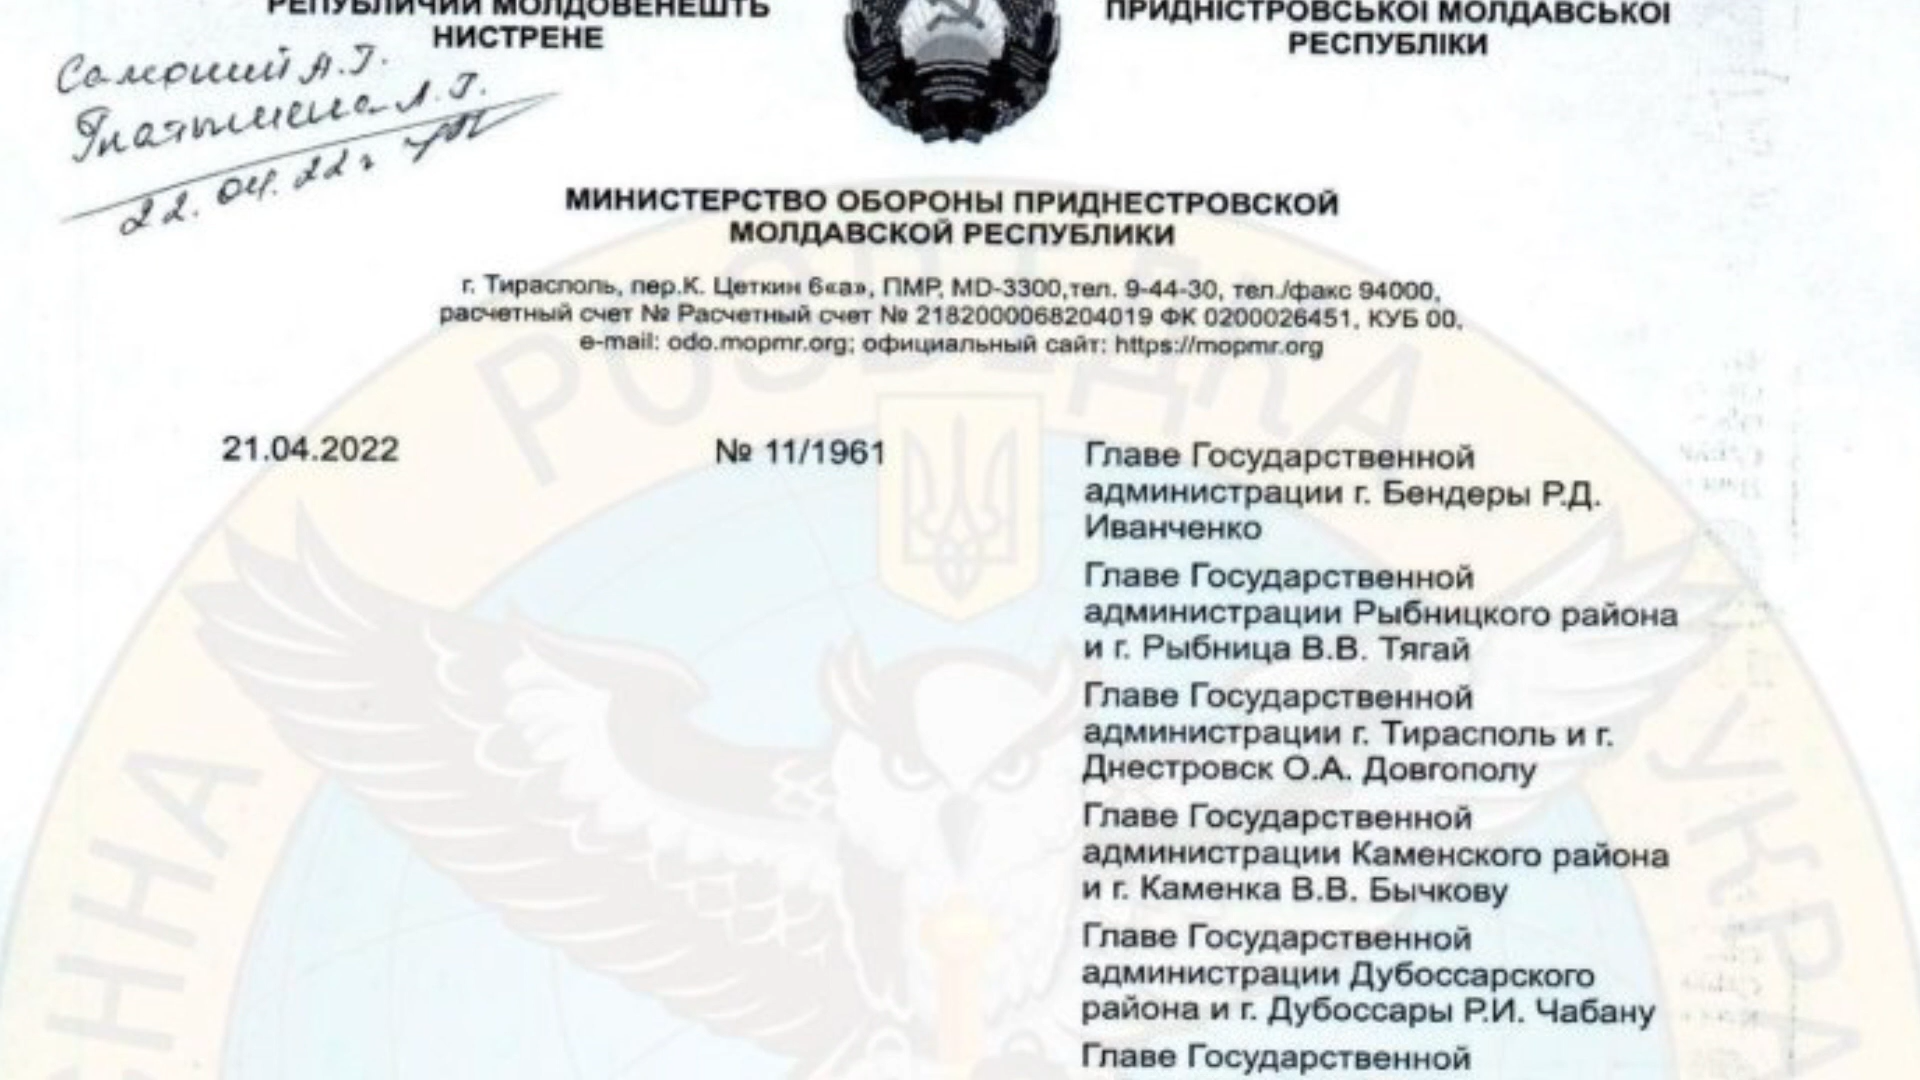 РЕПУБЛИЧИЙ МОЛДОВЕНЕШТЬ
НИСТРЕНЕ
ПРИДНІСТРОВСЬКОЇ МОЛДАВСЬКОЇ
РЕСПУБЛІКИ
А.Г.
Л.Г.
22.04.22г
МИНИСТЕРСТВО ОБОРОНЫ ПРИДНЕСТРОВСКОЙ
МОЛДАВСКОЙ РЕСПУБЛИКИ
г. Тирасполь, пер.К. Цеткин 6«а», ПМР, MD-3300,тел. 9-44-30, тел./факс 94000,
расчетный счет № Расчетный счет № 2182000068204019 ФК 0200026451, КУБ 00,
e-mail: odo.mopmr.org; официальный сайт: https://mopmr.org
21.04.2022
№ 11/1961
Главе Государственной
администрации г. Бендеры Р.Д.
Иванченко
Главе Государственной
администрации Рыбницкого района
и г. Рыбница В.В. Тягай
Главе Государственной
администрации г. Тирасполь и г.
Днестровск О.А. Довгополу
Главе Государственной
администрации Каменского района
и г. Каменка В.В. Бычкову
Главе Государственной
администрации Дубоссарского
района и г. Дубоссары Р.И. Чабану
Главе Государственной
РОЗВІДКА
УКРА
ЄННА